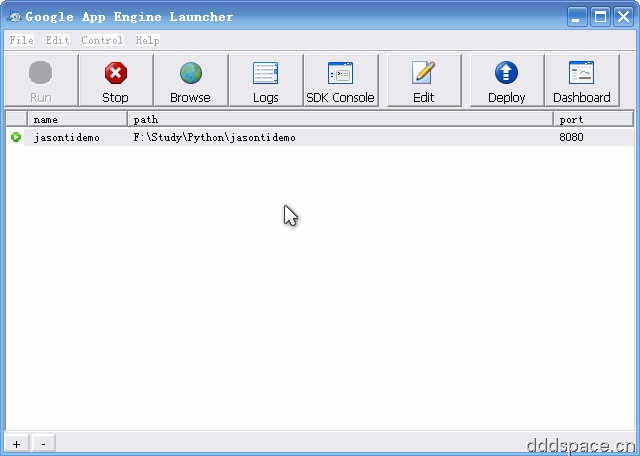 Google App Engine Launcher
File Edit Control Help
Run Stop Browse Logs SDK Console Edit Deploy Dashboard
name path port
jasontidemo F:\Study\Python\jasontidemo 8080
+ -
dddspace.cn